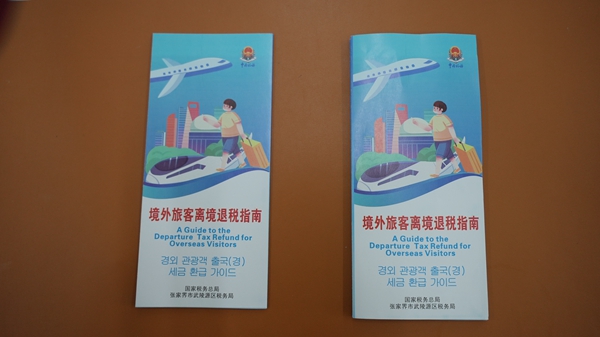 境外旅客离境退税指南
A Guide to the
Departure Tax Refund for
Overseas Visitors
경외 관광객 출국(경)
세금 환급 가이드
国家税务总局
张家界市武陵源区税务局
境外旅客离境退税指南
A Guide to the
Departure Tax Refund for
Overseas Visitors
경외 관광객 출국(경)
세금 환급 가이드
国家税务总局
张家界市武陵源区税务局